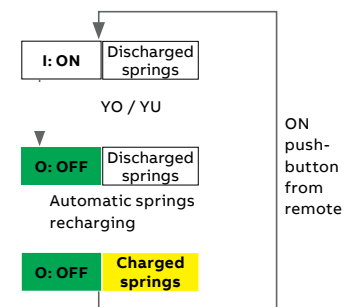 I: ON
Discharged
springs
YO / YU
O: OFF
Discharged
springs
Automatic springs
recharging
O: OFF
Charged
springs
ON
push-
button
from
remote